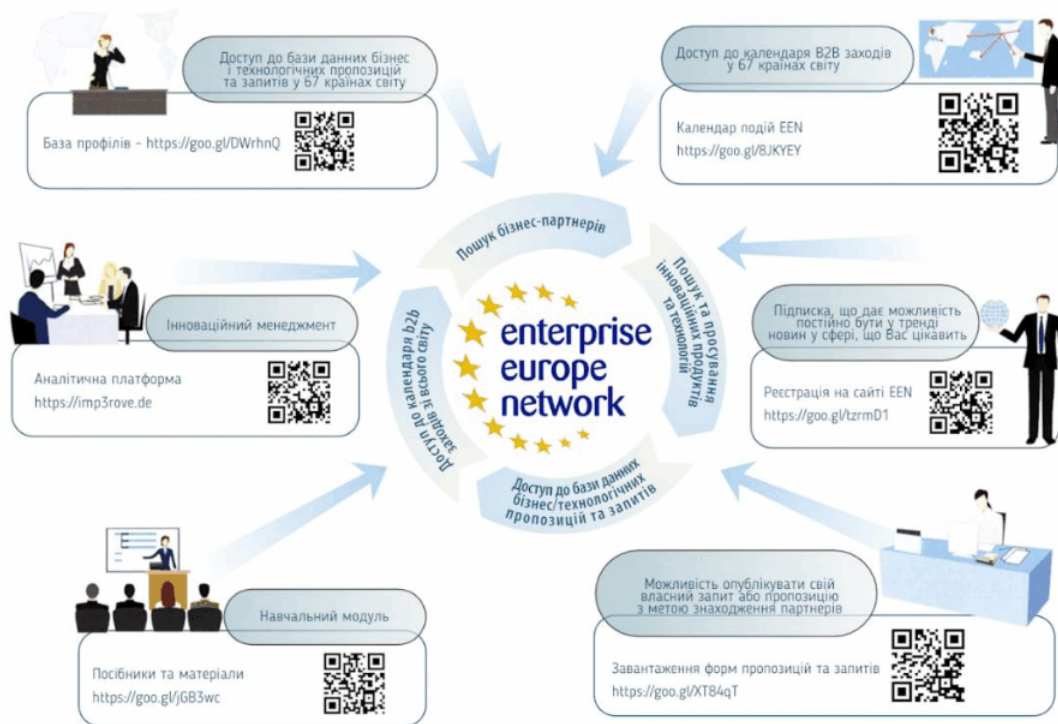 Доступ до бази данних бізнес
і технологічних пропозицій
та запитів у 67 країнах світу
База профілів – https://goo.gl/DWrhnQ
Доступ до календаря B2B заходів
у 67 країнах світу
Календар подій EEN
https://goo.gl/8JKYEY
Пошук бізнес-партнерів
Пошук та просування
інноваційних продуктів
та технологій
Доступ до бази данних
бізнес/технологічних
пропозицій та запитів
Доступ до календаря b2b
заходів зі всього світу
enterprise
europe
network
Інноваційний менеджмент
Аналітична платформа
https://imp3rove.de
Підписка, що дає можливість
постійно бути у тренді
новин у сфері, що Вас цікавить
Реєстрація на сайті EEN
https://goo.gl/tzrmD1
Навчальний модуль
Посібники та матеріали
https://goo.gl/jGB3wc
Можливість опублікувати свій
власний запит або пропозицію
з метою знаходження партнерів
Завантаження форм пропозицій та запитів
https://goo.gl/XT84qT